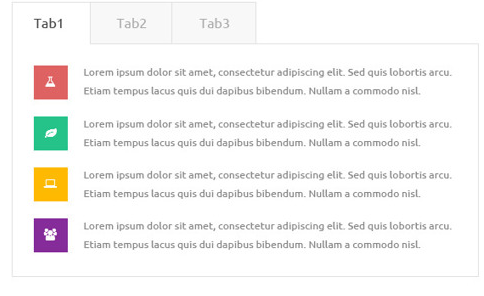 Tab1
Tab2
Tab3
Lorem ipsum dolor sit amet, consectetur adipiscing elit. Sed quis lobortis arcu.
Etiam tempus lacus quis dui dapibus bibendum. Nullam a commodo nisl.
Lorem ipsum dolor sit amet, consectetur adipiscing elit. Sed quis lobortis arcu.
Etiam tempus lacus quis dui dapibus bibendum. Nullam a commodo nisl.
Lorem ipsum dolor sit amet, consectetur adipiscing elit. Sed quis lobortis arcu.
Etiam tempus lacus quis dui dapibus bibendum. Nullam a commodo nisl.
Lorem ipsum dolor sit amet, consectetur adipiscing elit. Sed quis lobortis arcu.
Etiam tempus lacus quis dui dapibus bibendum. Nullam a commodo nisl.